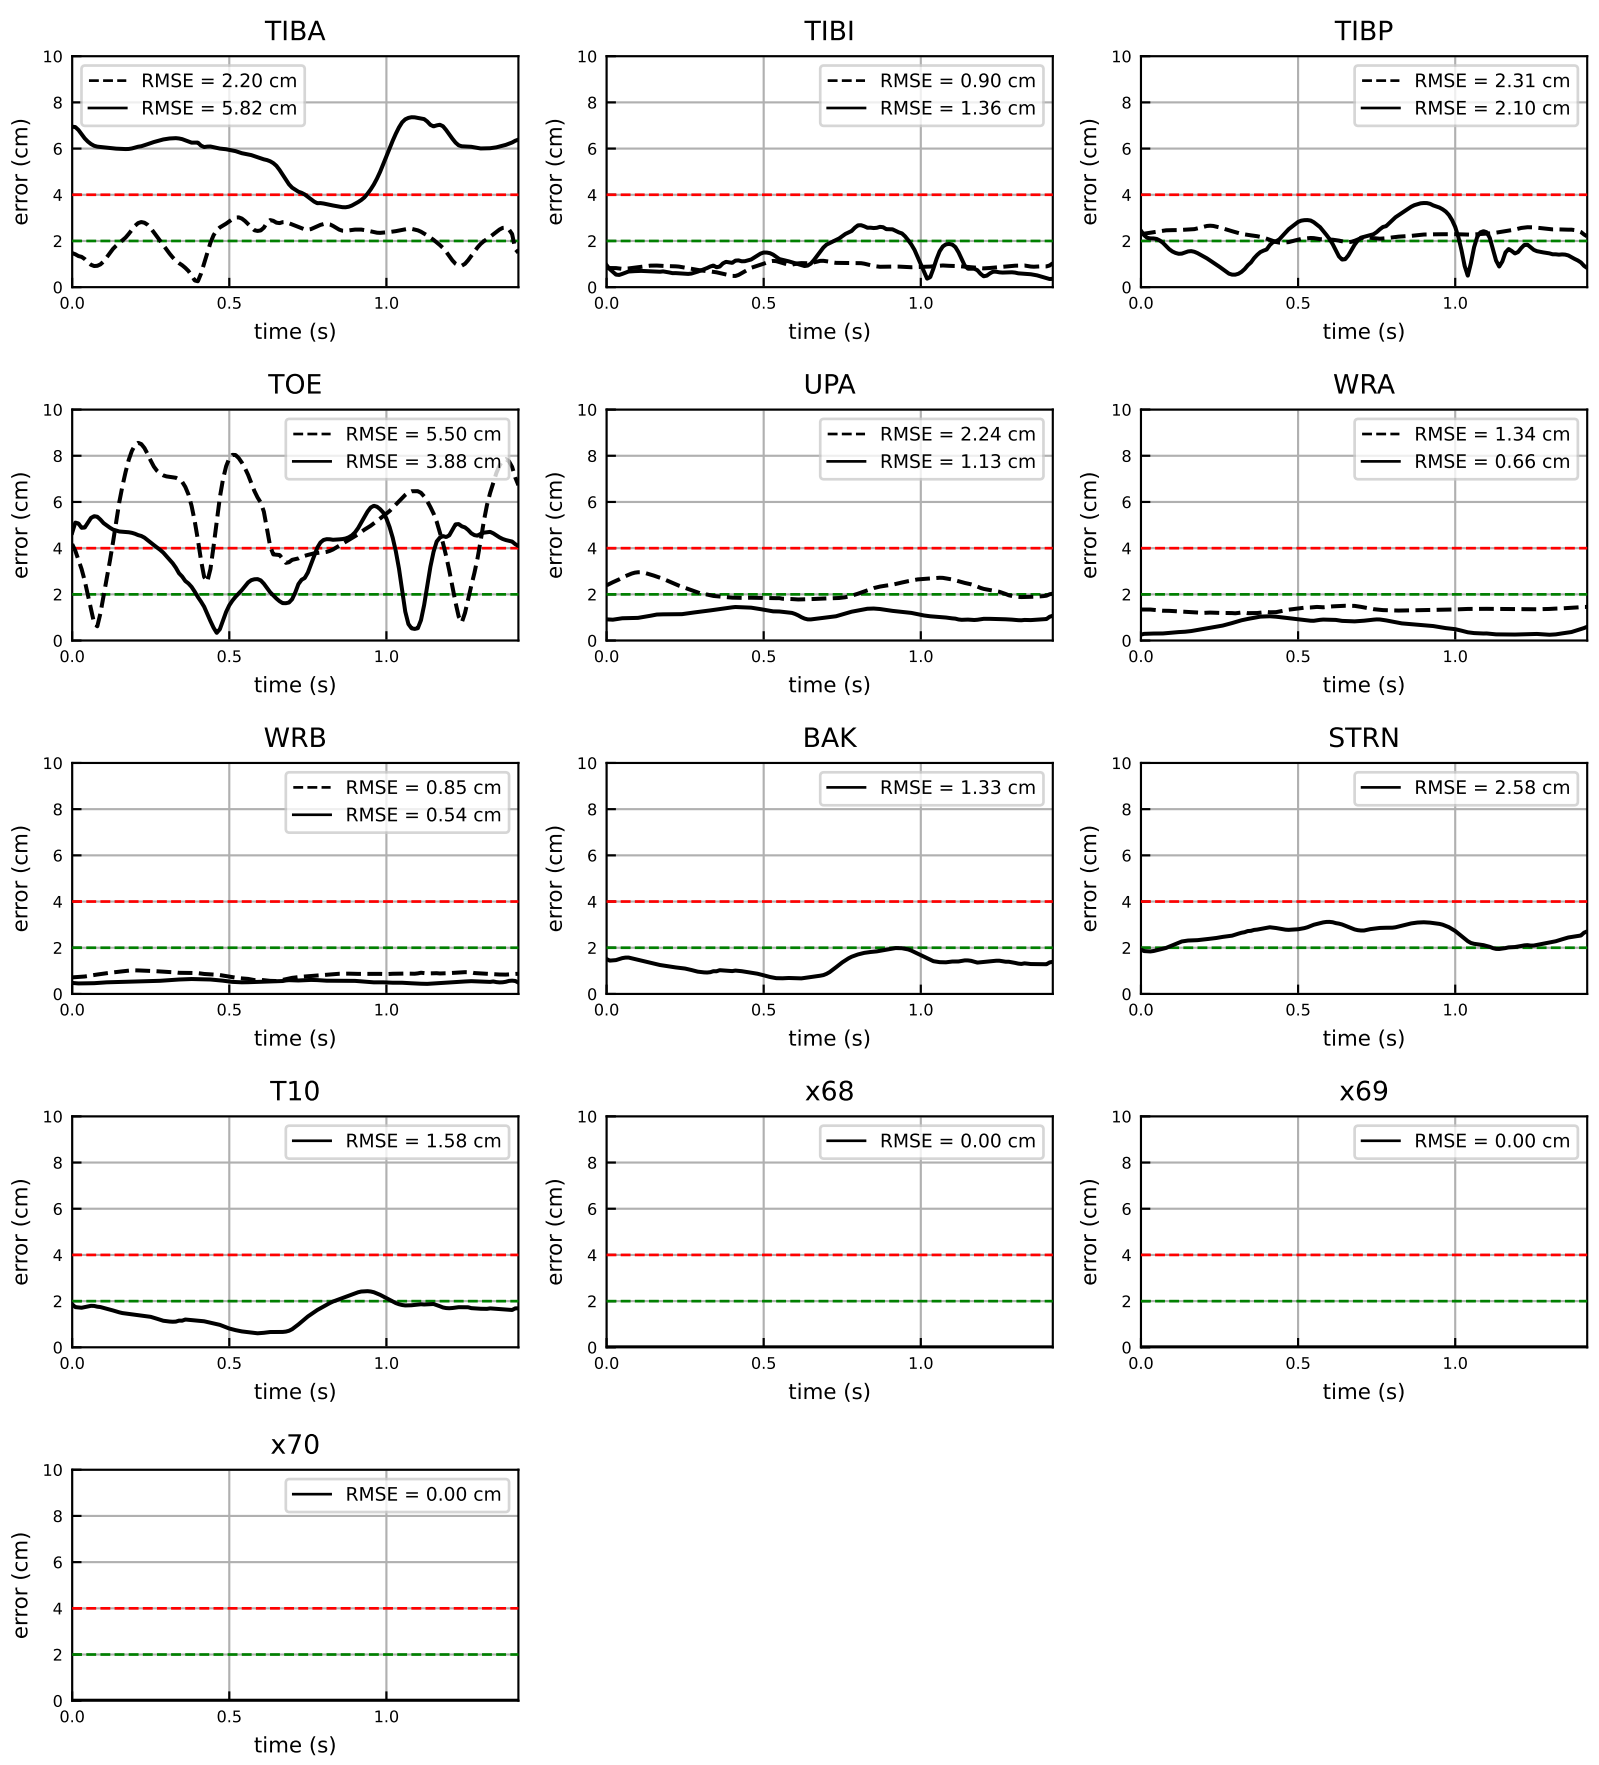 TIBA
10
8
6
4
2
0
error (cm)
RMSE = 2.20 cm
RMSE = 5.82 cm
0.0
0.5
1.0
time (s)
TIBI
10
8
6
4
2
0
error (cm)
RMSE = 0.90 cm
RMSE = 1.36 cm
0.0
0.5
1.0
time (s)
TIBP
10
8
6
4
2
0
error (cm)
RMSE = 2.31 cm
RMSE = 2.10 cm
0.0
0.5
1.0
time (s)
TOE
10
8
6
4
2
0
error (cm)
RMSE = 5.50 cm
RMSE = 3.88 cm
0.0
0.5
1.0
time (s)
UPA
10
8
6
4
2
0
error (cm)
RMSE = 2.24 cm
RMSE = 1.13 cm
0.0
0.5
1.0
time (s)
WRA
10
8
6
4
2
0
error (cm)
RMSE = 1.34 cm
RMSE = 0.66 cm
0.0
0.5
1.0
time (s)
WRB
10
8
6
4
2
0
error (cm)
RMSE = 0.85 cm
RMSE = 0.54 cm
0.0
0.5
1.0
time (s)
BAK
10
8
6
4
2
0
error (cm)
RMSE = 1.33 cm
0.0
0.5
1.0
time (s)
STRN
10
8
6
4
2
0
error (cm)
RMSE = 2.58 cm
0.0
0.5
1.0
time (s)
T10
10
8
6
4
2
0
error (cm)
RMSE = 1.58 cm
0.0
0.5
1.0
time (s)
x68
10
8
6
4
2
0
error (cm)
RMSE = 0.00 cm
0.0
0.5
1.0
time (s)
x69
10
8
6
4
2
0
error (cm)
RMSE = 0.00 cm
0.0
0.5
1.0
time (s)
x70
10
8
6
4
2
0
error (cm)
RMSE = 0.00 cm
0.0
0.5
1.0
time (s)